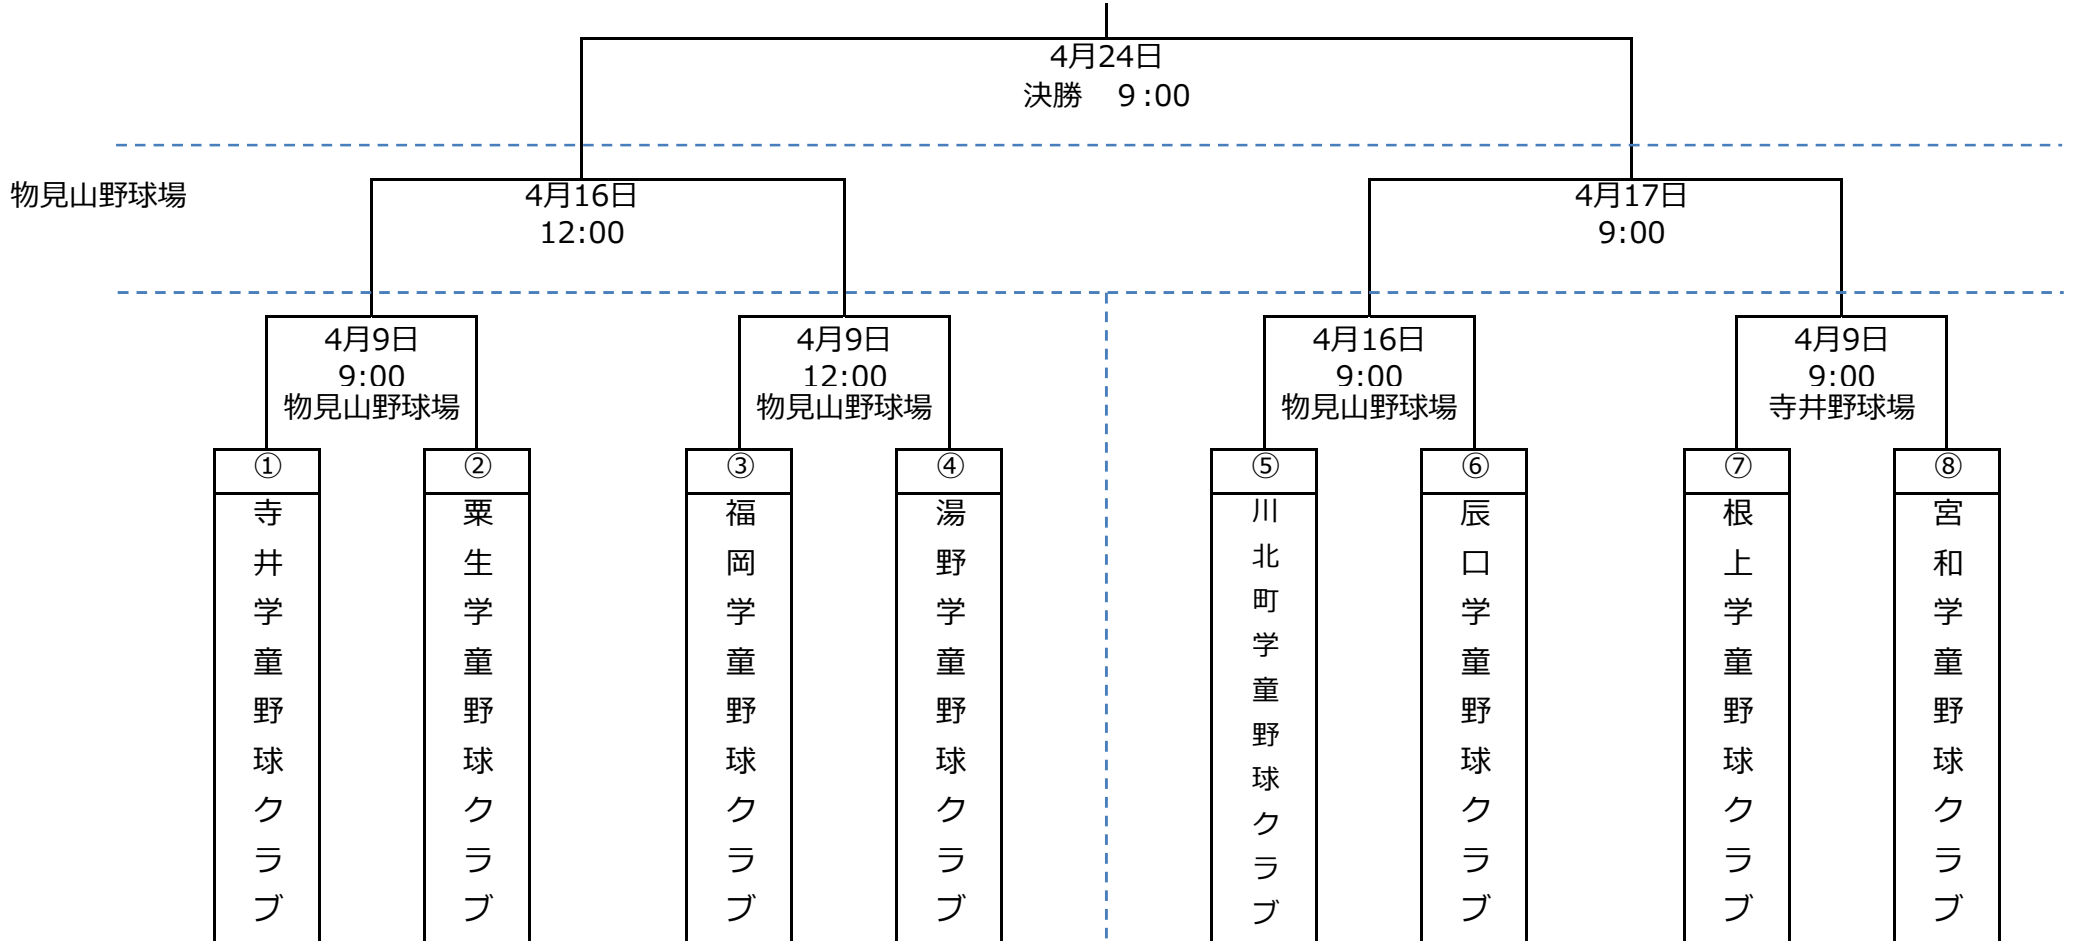 4月24日
決勝　9:00
物見山野球場
4月16日
12:00
4月17日
9:00
4月9日
9:00
物見山野球場
4月9日
12:00
物見山野球場
4月16日
9:00
物見山野球場
4月9日
9:00
寺井野球場
①
寺井学童野球クラブ
②
粟生学童野球クラブ
③
福岡学童野球クラブ
④
湯野学童野球クラブ
⑤
川北町学童野球クラブ
⑥
辰口学童野球クラブ
⑦
根上学童野球クラブ
⑧
宮和学童野球クラブ